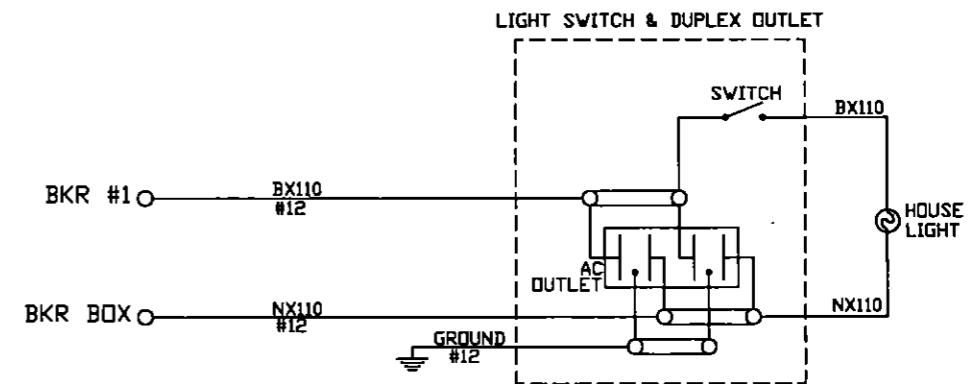 LIGHT SWITCH & DUPLEX OUTLET
SWITCH
BX110
BKR #1
BX110
#12
HOUSE
LIGHT
AC
OUTLET
BKR BOX
NX110
#12
NX110
GROUND
#12